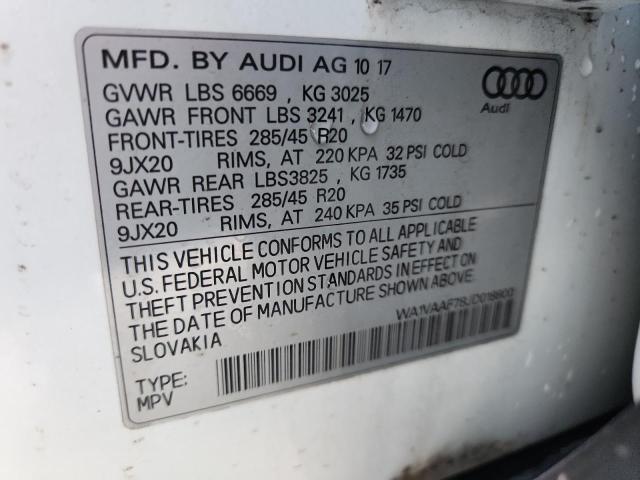 MFD. BY AUDI AG 10 17
GVWR LBS 6669 , KG 3025
GAWR FRONT LBS 3241 , KG 1470
FRONT-TIRES 285/45 R20
9JX20 RIMS, AT 220 KPA 32 PSI COLD
GAWR REAR LBS3825 , KG 1735
REAR-TIRES 285/45 R20
9JX20 RIMS, AT 240 KPA 35 PSI COLD
Audi
THIS VEHICLE CONFORMS TO ALL APPLICABLE
U.S. FEDERAL MOTOR VEHICLE SAFETY AND
THEFT PREVENTION STANDARDS IN EFFECT ON
THE DATE OF MANUFACTURE SHOWN ABOVE.
SLOVAKIA
TYPE:
MPV